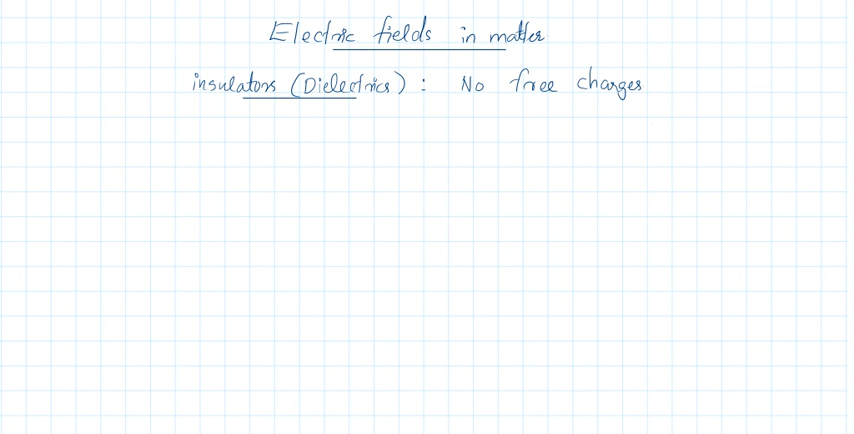 Electric fields in matter
insulators (Dielectrics) : No free charges